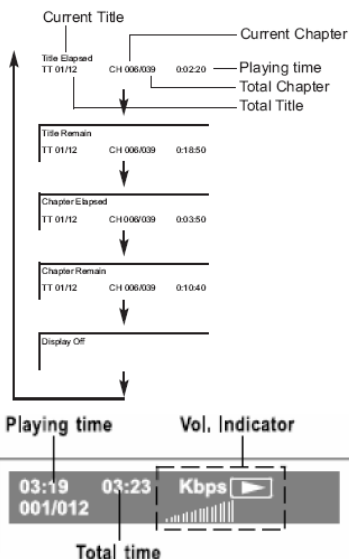 Current Title
Current Chapter
Title Elapsed
TT 01/12 CH 006/039 0:02:20
Playing time
Total Chapter
Total Title
Title Remain
TT 01/12 CH 006/039 0:18:50
Chapter Elapsed
TT 01/12 CH 006/039 0:03:50
Chapter Remain
TT 01/12 CH 006/039 0:10:40
Display Off
Playing time Vol. Indicator
03:19 03:23 Kbps
001/012
Total time